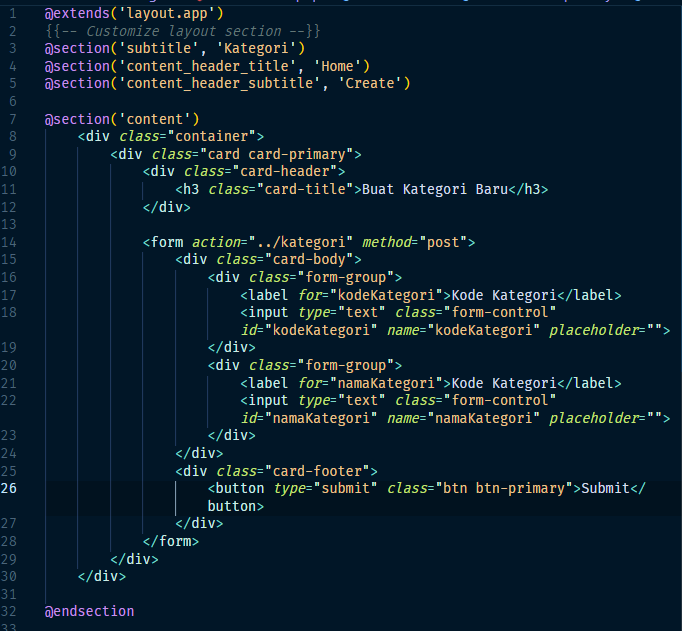 1 @extends('layout.app')
2 {{-- Customize layout section --}}
3 @section('subtitle', 'Kategori')
4 @section('content_header_title', 'Home')
5 @section('content_header_subtitle', 'Create')
6
7 @section('content')
8 <div class="container">
9 <div class="card card-primary">
10 <div class="card-header">
11 <h3 class="card-title">Buat Kategori Baru</h3>
12 </div>
13
14 <form action="../kategori" method="post">
15 <div class="card-body">
16 <div class="form-group">
17 <label for="kodeKategori">Kode Kategori</label>
18 <input type="text" class="form-control"
id="kodeKategori" name="kodeKategori" placeholder="">
19 </div>
20 <div class="form-group">
21 <label for="namaKategori">Kode Kategori</label>
22 <input type="text" class="form-control"
id="namaKategori" name="namaKategori" placeholder="">
23 </div>
24 </div>
25 <div class="card-footer">
26 <button type="submit" class="btn btn-primary">Submit</
button>
27 </div>
28 </form>
29 </div>
30 </div>
31
32 @endsection
33